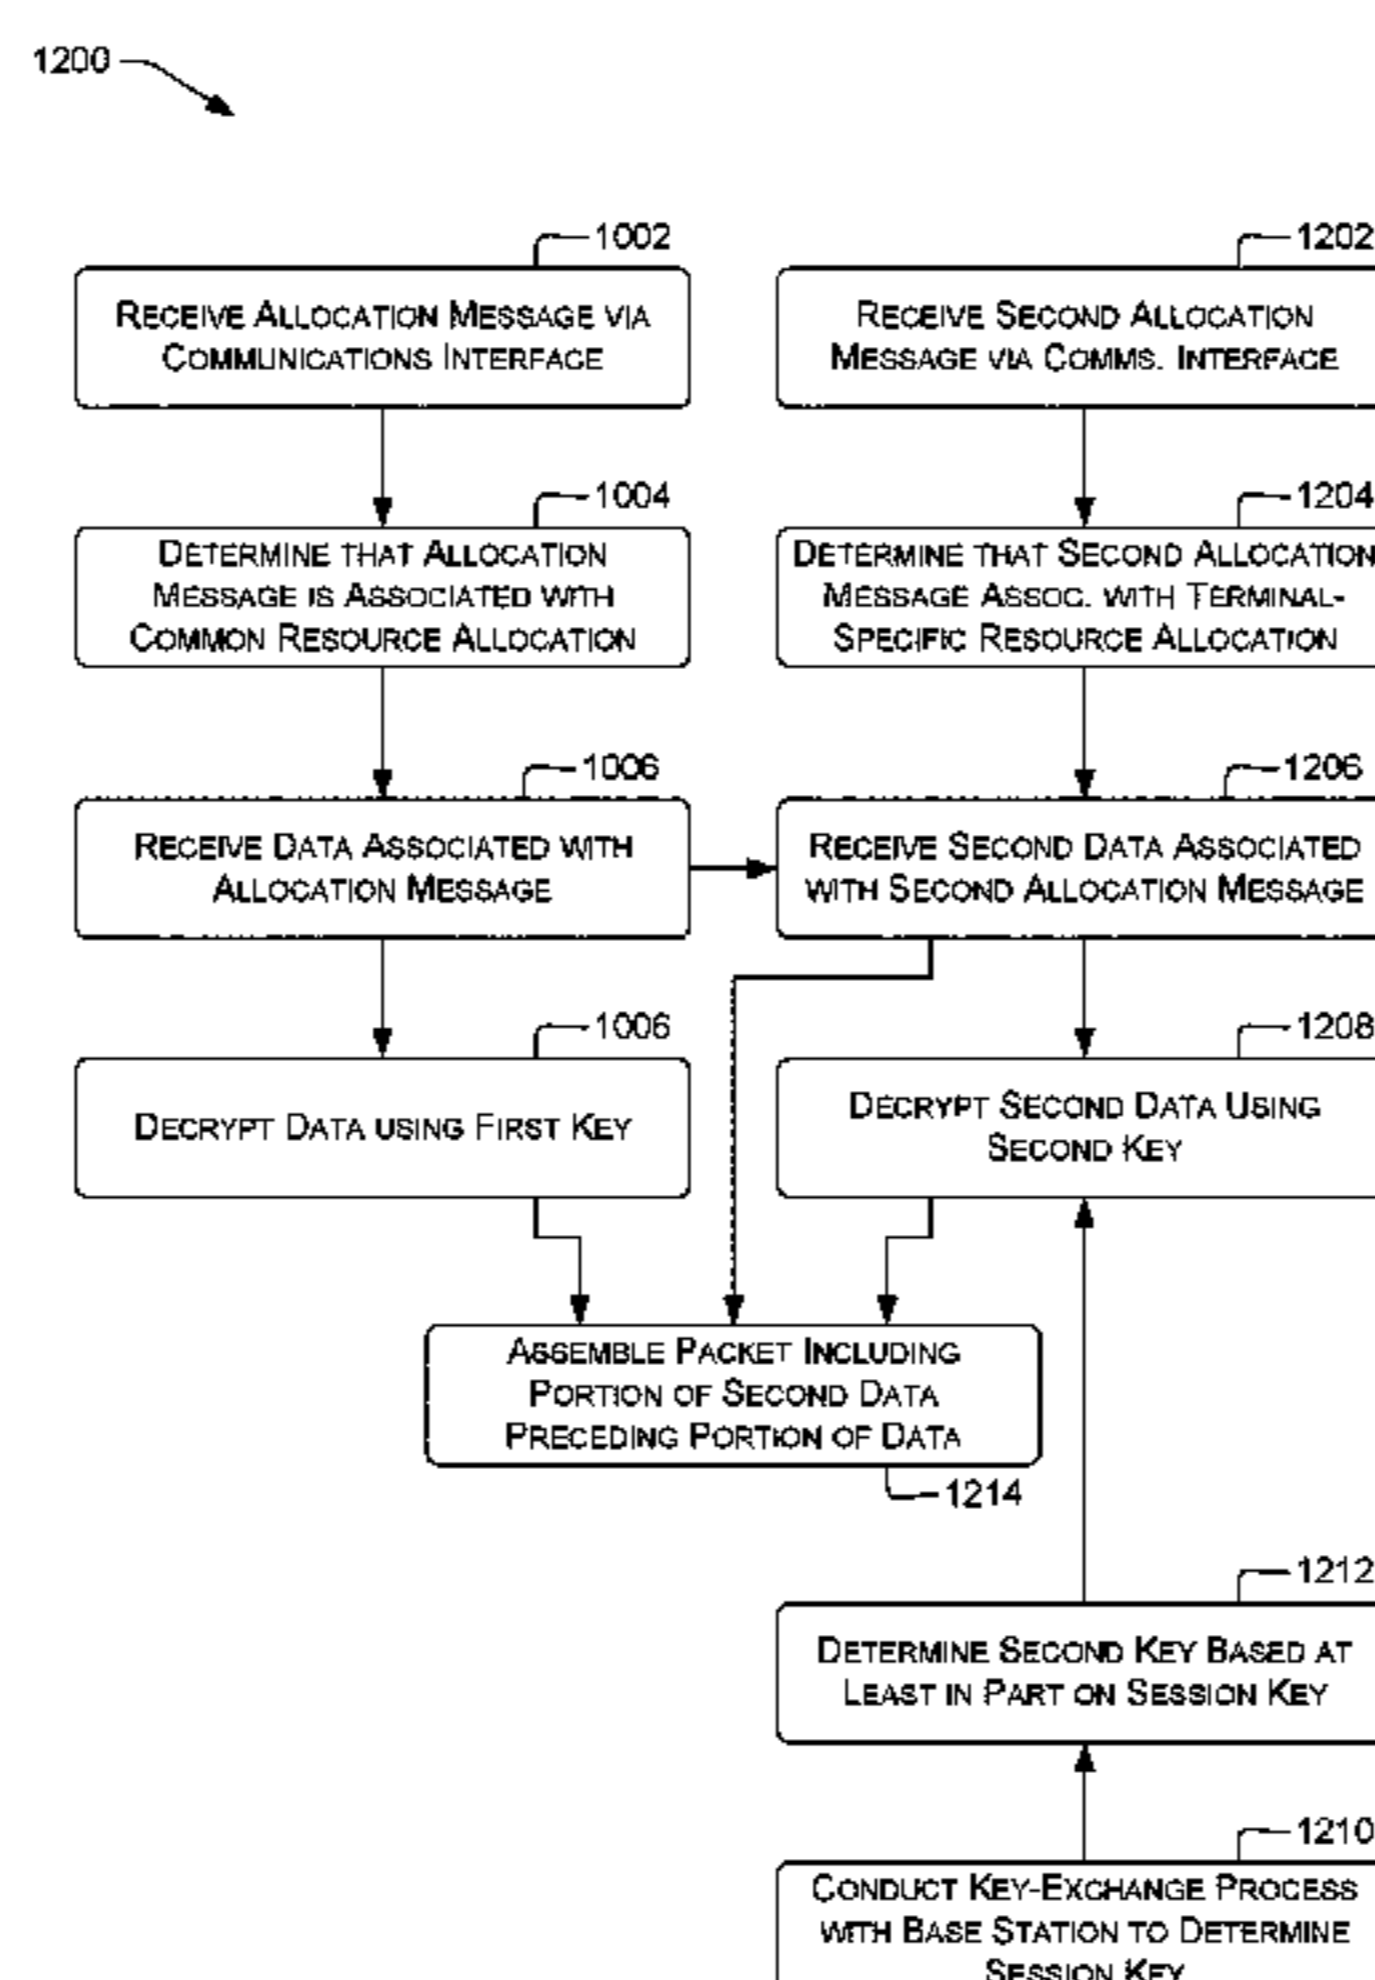 1200
1002
RECEIVE ALLOCATION MESSAGE VIA
COMMUNICATIONS INTERFACE
1202
RECEIVE SECOND ALLOCATION
MESSAGE VIA COMMS. INTERFACE
1004
DETERMINE THAT ALLOCATION
MESSAGE IS ASSOCIATED WITH
COMMON RESOURCE ALLOCATION
1204
DETERMINE THAT SECOND ALLOCATION
MESSAGE ASSOC. WITH TERMINAL-
SPECIFIC RESOURCE ALLOCATION
1006
RECEIVE DATA ASSOCIATED WITH
ALLOCATION MESSAGE
1206
RECEIVE SECOND DATA ASSOCIATED
WITH SECOND ALLOCATION MESSAGE
1006
DECRYPT DATA USING FIRST KEY
1208
DECRYPT SECOND DATA USING
SECOND KEY
ASSEMBLE PACKET INCLUDING
PORTION OF SECOND DATA
PRECEDING PORTION OF DATA
1214
1212
DETERMINE SECOND KEY BASED AT
LEAST IN PART ON SESSION KEY
1210
CONDUCT KEY-EXCHANGE PROCESS
WITH BASE STATION TO DETERMINE
SESSION KEY